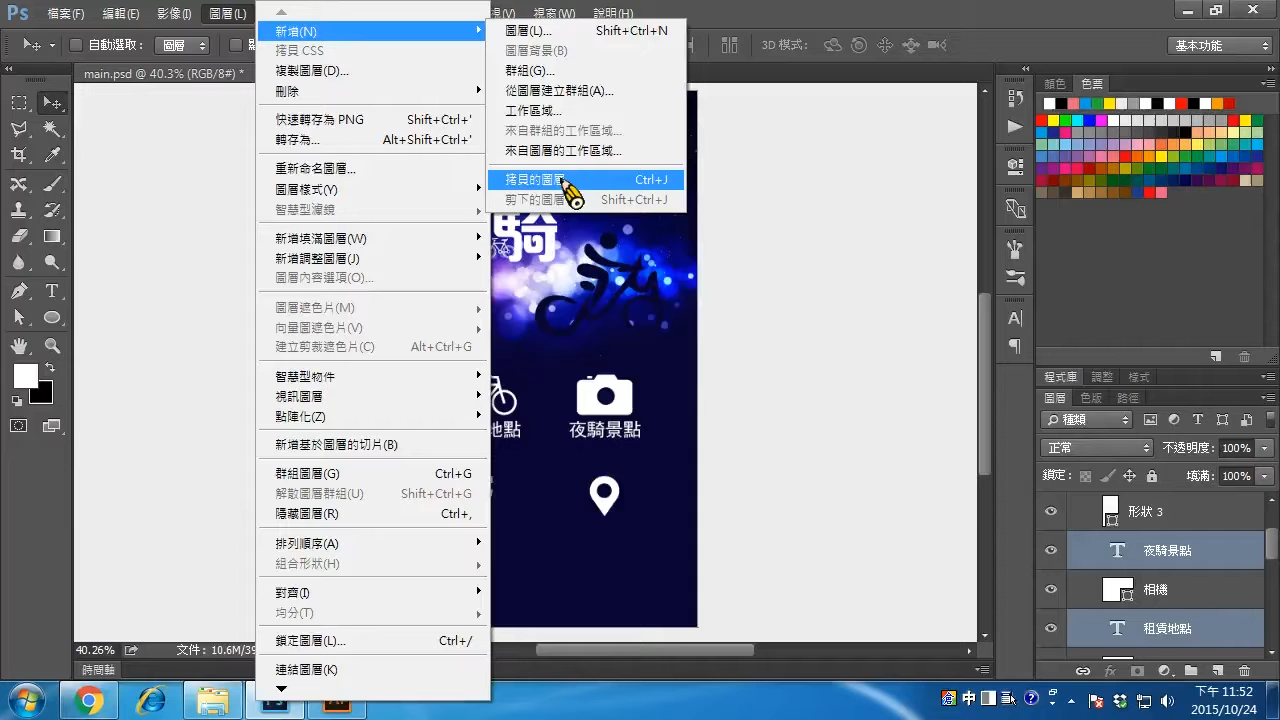 Ps
編輯(E)
影像(I)
圖層(L)
視窗(W)
說明(H)
自動選取：
圖層
3D 模式：
基本功能
main.psd @ 40.3% (RGB/8#) *
新增(N)
拷貝 CSS
複製圖層(D)...
刪除
快速轉存為 PNG Shift+Ctrl+'
轉存為... Alt+Shift+Ctrl+'
重新命名圖層...
圖層樣式(Y)
智慧型濾鏡
新增填滿圖層(W)
新增調整圖層(J)
圖層內容選項(O)...
圖層遮色片(M)
向量圖遮色片(V)
建立剪裁遮色片(C) Alt+Ctrl+G
智慧型物件
視訊圖層
點陣化(Z)
新增基於圖層的切片(B)
群組圖層(G) Ctrl+G
解散圖層群組(U) Shift+Ctrl+G
隱藏圖層(R) Ctrl+,
排列順序(A)
組合形狀(H)
對齊(I)
均分(T)
鎖定圖層(L)... Ctrl+/
連結圖層(K)
圖層(L)... Shift+Ctrl+N
圖層背景(B)
群組(G)...
從圖層建立群組(A)...
工作區域...
來自群組的工作區域...
來自圖層的工作區域...
拷貝的圖層 Ctrl+J
剪下的圖層 Shift+Ctrl+J
騎
地點
夜騎景點
顏色 色票
程式庫 調整 樣式
圖層 色版 路徑
種類
正常 不透明度： 100%
鎖定： 填滿： 100%
形狀 3
夜騎景點
相機
租賃地點
40.26% 文件：10.6M/39
時間軸
中
下午 11:52
2015/10/24